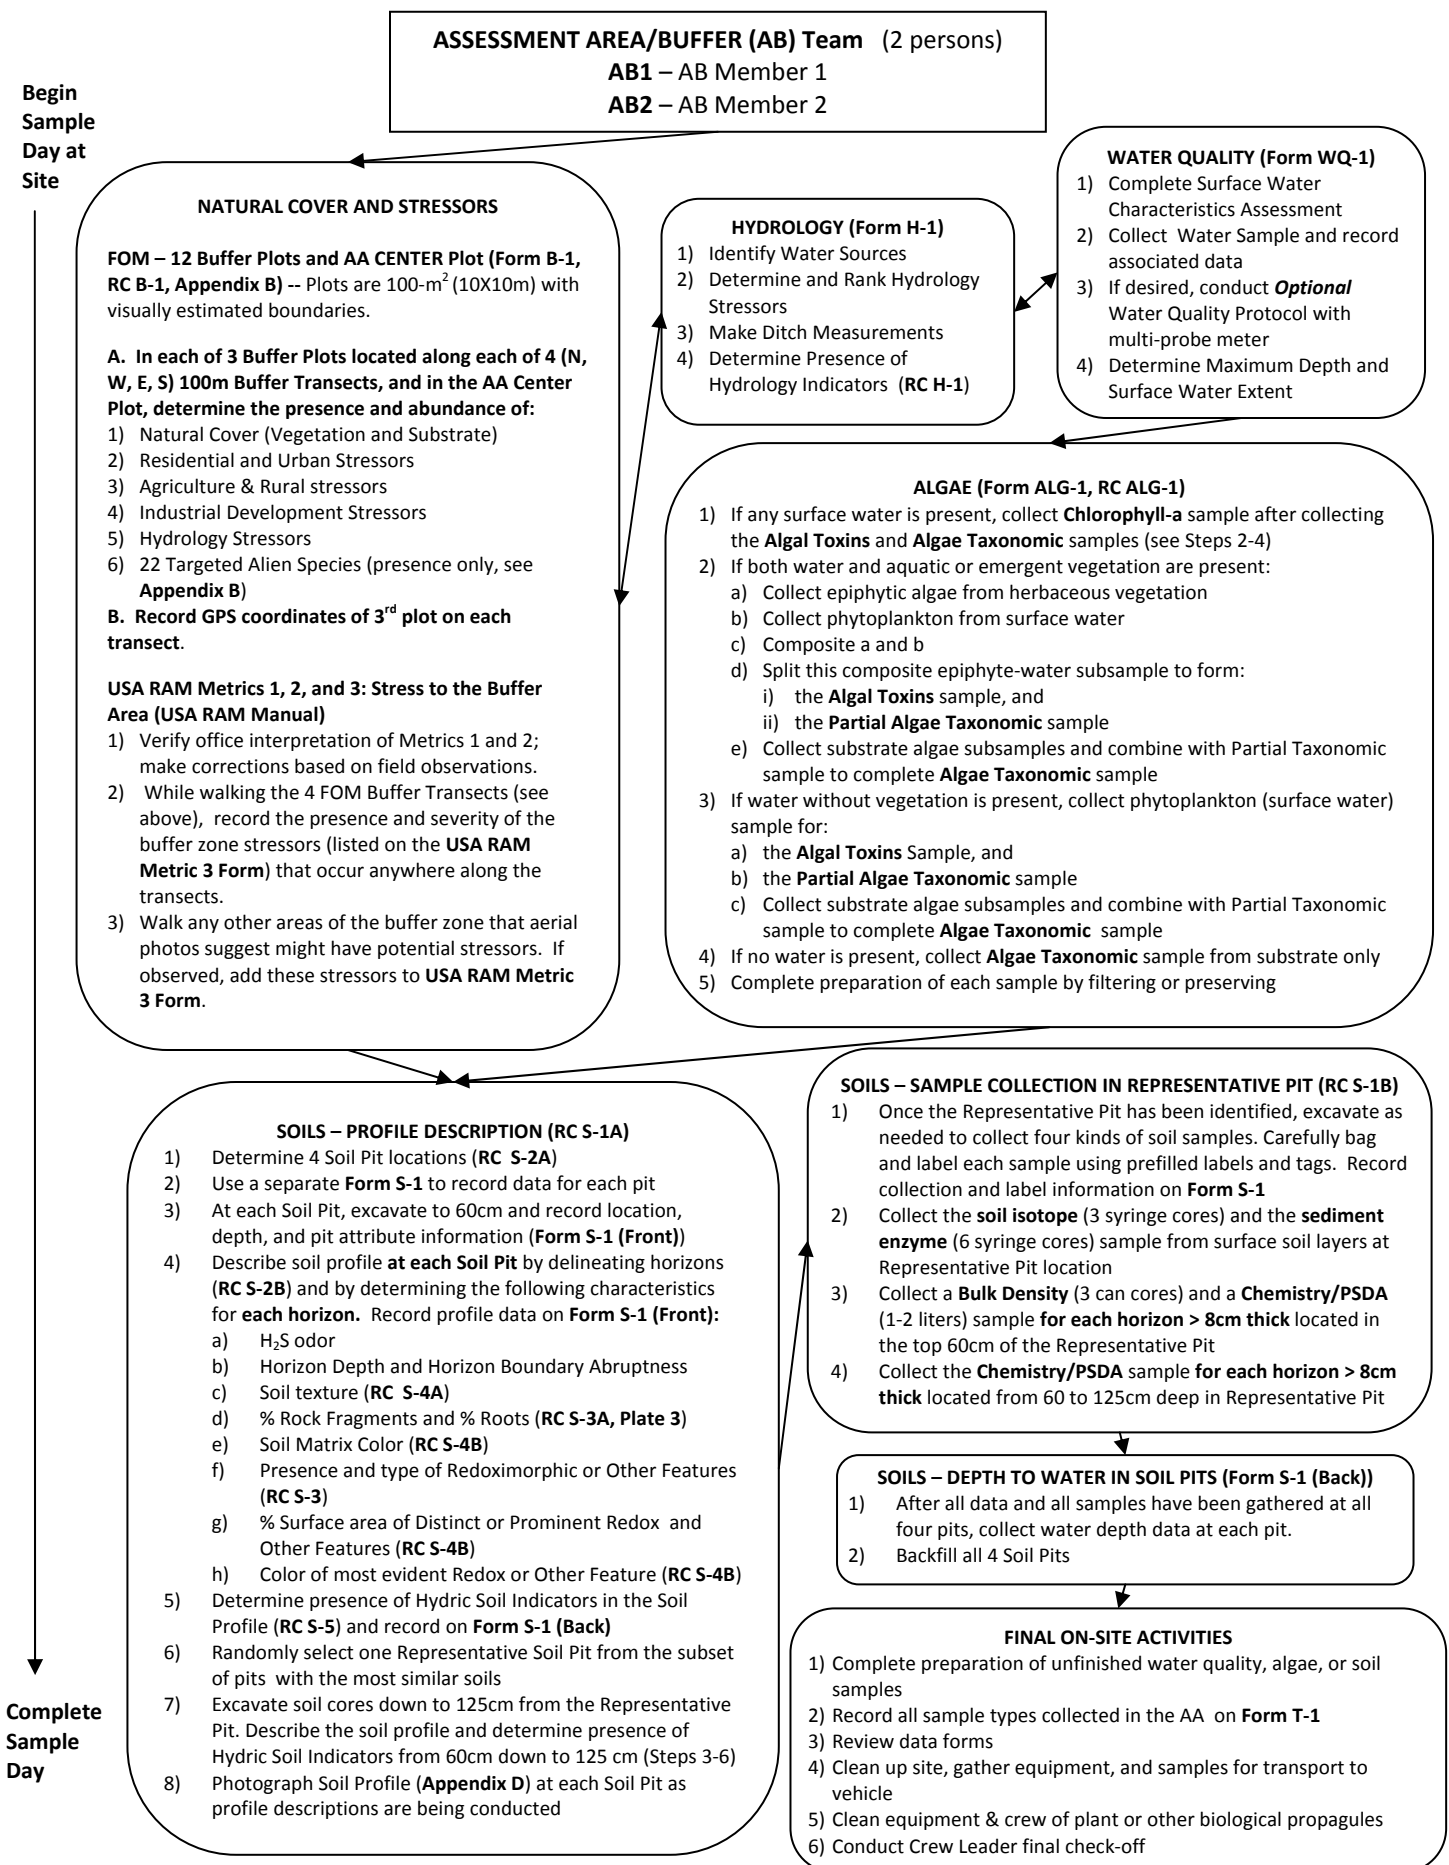 ASSESSMENT AREA/BUFFER (AB) Team (2 persons)
AB1 – AB Member 1
AB2 – AB Member 2
Begin
Sample
Day at
Site
NATURAL COVER AND STRESSORS
FOM – 12 Buffer Plots and AA CENTER Plot (Form B-1,
RC B-1, Appendix B) -- Plots are 100-m2 (10X10m) with
visually estimated boundaries.
A. In each of 3 Buffer Plots located along each of 4 (N,
W, E, S) 100m Buffer Transects, and in the AA Center
Plot, determine the presence and abundance of:
1) Natural Cover (Vegetation and Substrate)
2) Residential and Urban Stressors
3) Agriculture & Rural stressors
4) Industrial Development Stressors
5) Hydrology Stressors
6) 22 Targeted Alien Species (presence only, see
Appendix B)
B. Record GPS coordinates of 3rd plot on each
transect.
USA RAM Metrics 1, 2, and 3: Stress to the Buffer
Area (USA RAM Manual)
1) Verify office interpretation of Metrics 1 and 2;
make corrections based on field observations.
2) While walking the 4 FOM Buffer Transects (see
above), record the presence and severity of the
buffer zone stressors (listed on the USA RAM
Metric 3 Form) that occur anywhere along the
transects.
3) Walk any other areas of the buffer zone that aerial
photos suggest might have potential stressors. If
observed, add these stressors to USA RAM Metric
3 Form.
HYDROLOGY (Form H-1)
1) Identify Water Sources
2) Determine and Rank Hydrology
Stressors
3) Make Ditch Measurements
4) Determine Presence of
Hydrology Indicators (RC H-1)
WATER QUALITY (Form WQ-1)
1) Complete Surface Water
Characteristics Assessment
2) Collect Water Sample and record
associated data
3) If desired, conduct Optional
Water Quality Protocol with
multi-probe meter
4) Determine Maximum Depth and
Surface Water Extent
ALGAE (Form ALG-1, RC ALG-1)
1) If any surface water is present, collect Chlorophyll-a sample after collecting
the Algal Toxins and Algae Taxonomic samples (see Steps 2-4)
2) If both water and aquatic or emergent vegetation are present:
a) Collect epiphytic algae from herbaceous vegetation
b) Collect phytoplankton from surface water
c) Composite a and b
d) Split this composite epiphyte-water subsample to form:
i) the Algal Toxins sample, and
ii) the Partial Algae Taxonomic sample
e) Collect substrate algae subsamples and combine with Partial Taxonomic
sample to complete Algae Taxonomic sample
3) If water without vegetation is present, collect phytoplankton (surface water)
sample for:
a) the Algal Toxins Sample, and
b) the Partial Algae Taxonomic sample
c) Collect substrate algae subsamples and combine with Partial Taxonomic
sample to complete Algae Taxonomic sample
4) If no water is present, collect Algae Taxonomic sample from substrate only
5) Complete preparation of each sample by filtering or preserving
SOILS – PROFILE DESCRIPTION (RC S-1A)
1) Determine 4 Soil Pit locations (RC S-2A)
2) Use a separate Form S-1 to record data for each pit
3) At each Soil Pit, excavate to 60cm and record location,
depth, and pit attribute information (Form S-1 (Front))
4) Describe soil profile at each Soil Pit by delineating horizons
(RC S-2B) and by determining the following characteristics
for each horizon. Record profile data on Form S-1 (Front):
a) H2S odor
b) Horizon Depth and Horizon Boundary Abruptness
c) Soil texture (RC S-4A)
d) % Rock Fragments and % Roots (RC S-3A, Plate 3)
e) Soil Matrix Color (RC S-4B)
f) Presence and type of Redoximorphic or Other Features
(RC S-3)
g) % Surface area of Distinct or Prominent Redox and
Other Features (RC S-4B)
h) Color of most evident Redox or Other Feature (RC S-4B)
5) Determine presence of Hydric Soil Indicators in the Soil
Profile (RC S-5) and record on Form S-1 (Back)
6) Randomly select one Representative Soil Pit from the subset
of pits with the most similar soils
7) Excavate soil cores down to 125cm from the Representative
Pit. Describe the soil profile and determine presence of
Hydric Soil Indicators from 60cm down to 125 cm (Steps 3-6)
8) Photograph Soil Profile (Appendix D) at each Soil Pit as
profile descriptions are being conducted
SOILS – SAMPLE COLLECTION IN REPRESENTATIVE PIT (RC S-1B)
1) Once the Representative Pit has been identified, excavate as
needed to collect four kinds of soil samples. Carefully bag
and label each sample using prefilled labels and tags. Record
collection and label information on Form S-1
2) Collect the soil isotope (3 syringe cores) and the sediment
enzyme (6 syringe cores) sample from surface soil layers at
Representative Pit location
3) Collect a Bulk Density (3 can cores) and a Chemistry/PSDA
(1-2 liters) sample for each horizon > 8cm thick located in
the top 60cm of the Representative Pit
4) Collect the Chemistry/PSDA sample for each horizon > 8cm
thick located from 60 to 125cm deep in Representative Pit
SOILS – DEPTH TO WATER IN SOIL PITS (Form S-1 (Back))
1) After all data and all samples have been gathered at all
four pits, collect water depth data at each pit.
2) Backfill all 4 Soil Pits
FINAL ON-SITE ACTIVITIES
1) Complete preparation of unfinished water quality, algae, or soil
samples
2) Record all sample types collected in the AA on Form T-1
3) Review data forms
4) Clean up site, gather equipment, and samples for transport to
vehicle
5) Clean equipment & crew of plant or other biological propagules
6) Conduct Crew Leader final check-off
Complete
Sample
Day